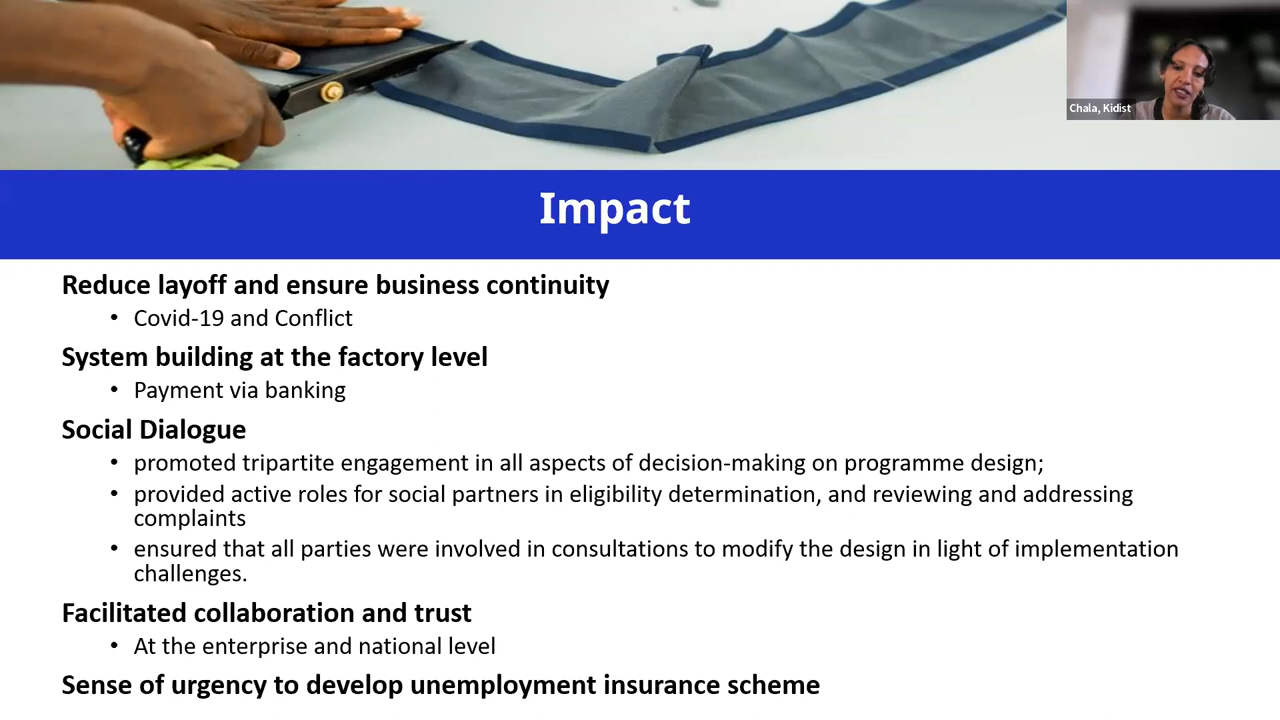 Chala, Kidist
Impact
Reduce layoff and ensure business continuity
• Covid-19 and Conflict
System building at the factory level
• Payment via banking
Social Dialogue
• promoted tripartite engagement in all aspects of decision-making on programme design;
• provided active roles for social partners in eligibility determination, and reviewing and addressing
complaints
• ensured that all parties were involved in consultations to modify the design in light of implementation
challenges.
Facilitated collaboration and trust
• At the enterprise and national level
Sense of urgency to develop unemployment insurance scheme